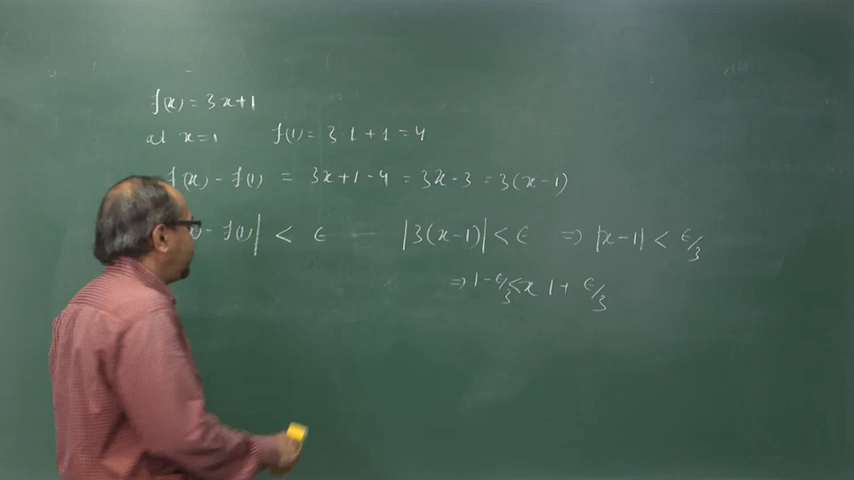 f(x) = 3x+1
at x=1 f(1) = 3·1+1 = 4
f(x) - f(1) = 3x+1-4 = 3x-3 = 3(x-1)
- f(1)| < ϵ |3(x-1)| < ϵ ⇒ |x-1| < ϵ/3
⇒ 1-ϵ/3 < x 1+ ϵ/3